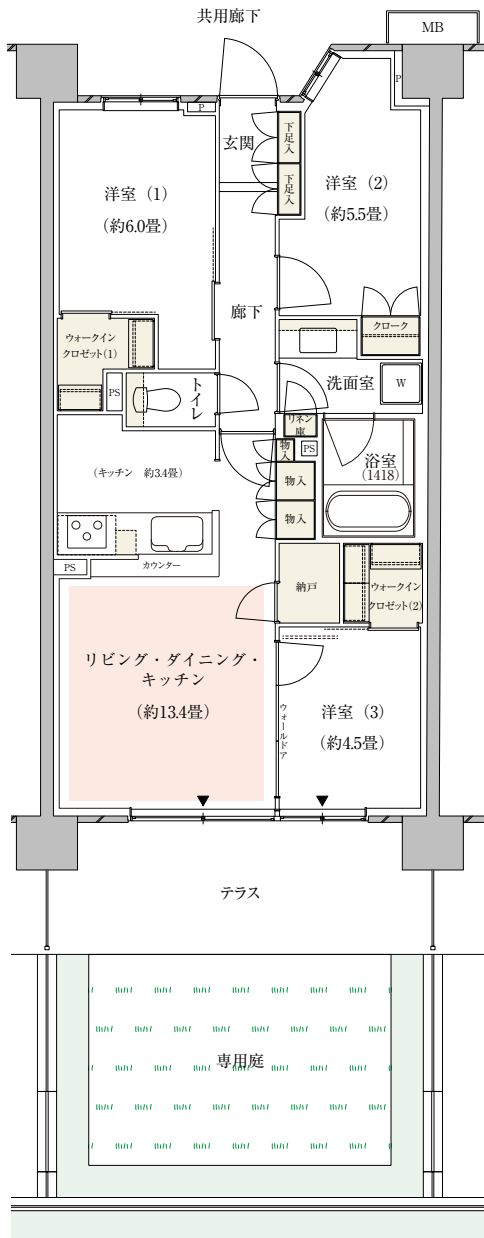 共用廊下
MB
P
P
玄関
下足入
下足入
洋室（1）
（約6.0畳）
洋室（2）
（約5.5畳）
廊下
クローク
ウォークイン
クロゼット(1)
PS
トイレ
洗面室
W
リネン
庫
物入
PS
浴室
(1418)
（キッチン 約3.4畳）
物入
物入
PS
カウンター
納戸
ウォークイン
クロゼット(2)
リビング・ダイニング・
キッチン
（約13.4畳）
ウォールドア
洋室（3）
（約4.5畳）
テラス
専用庭